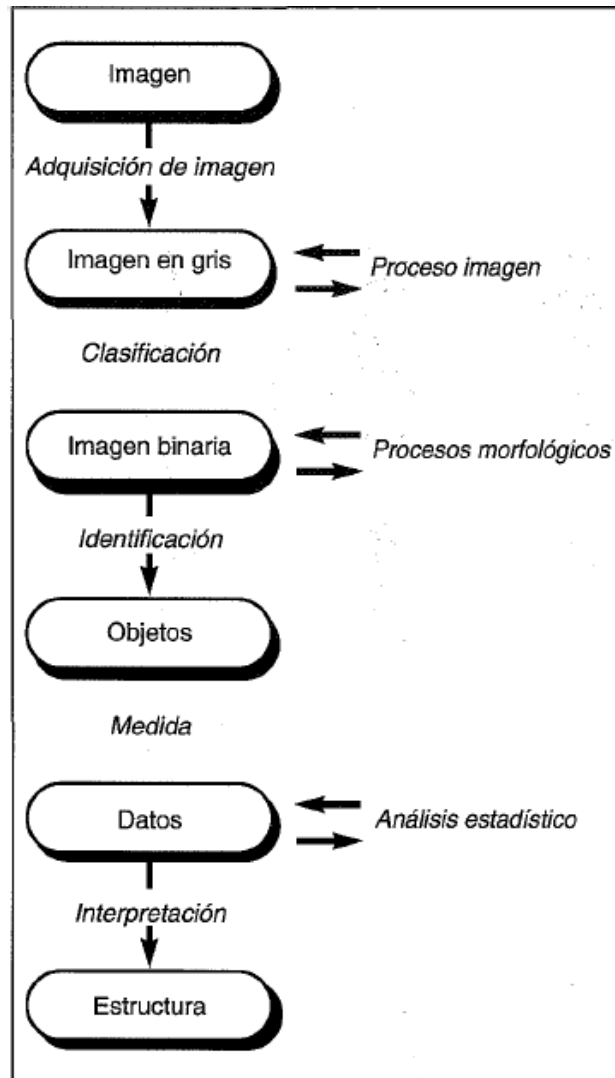 Imagen
Adquisición de imagen
Imagen en gris
Proceso imagen
Clasificación
Imagen binaria
Procesos morfológicos
Identificación
Objetos
Medida
Datos
Análisis estadístico
Interpretación
Estructura